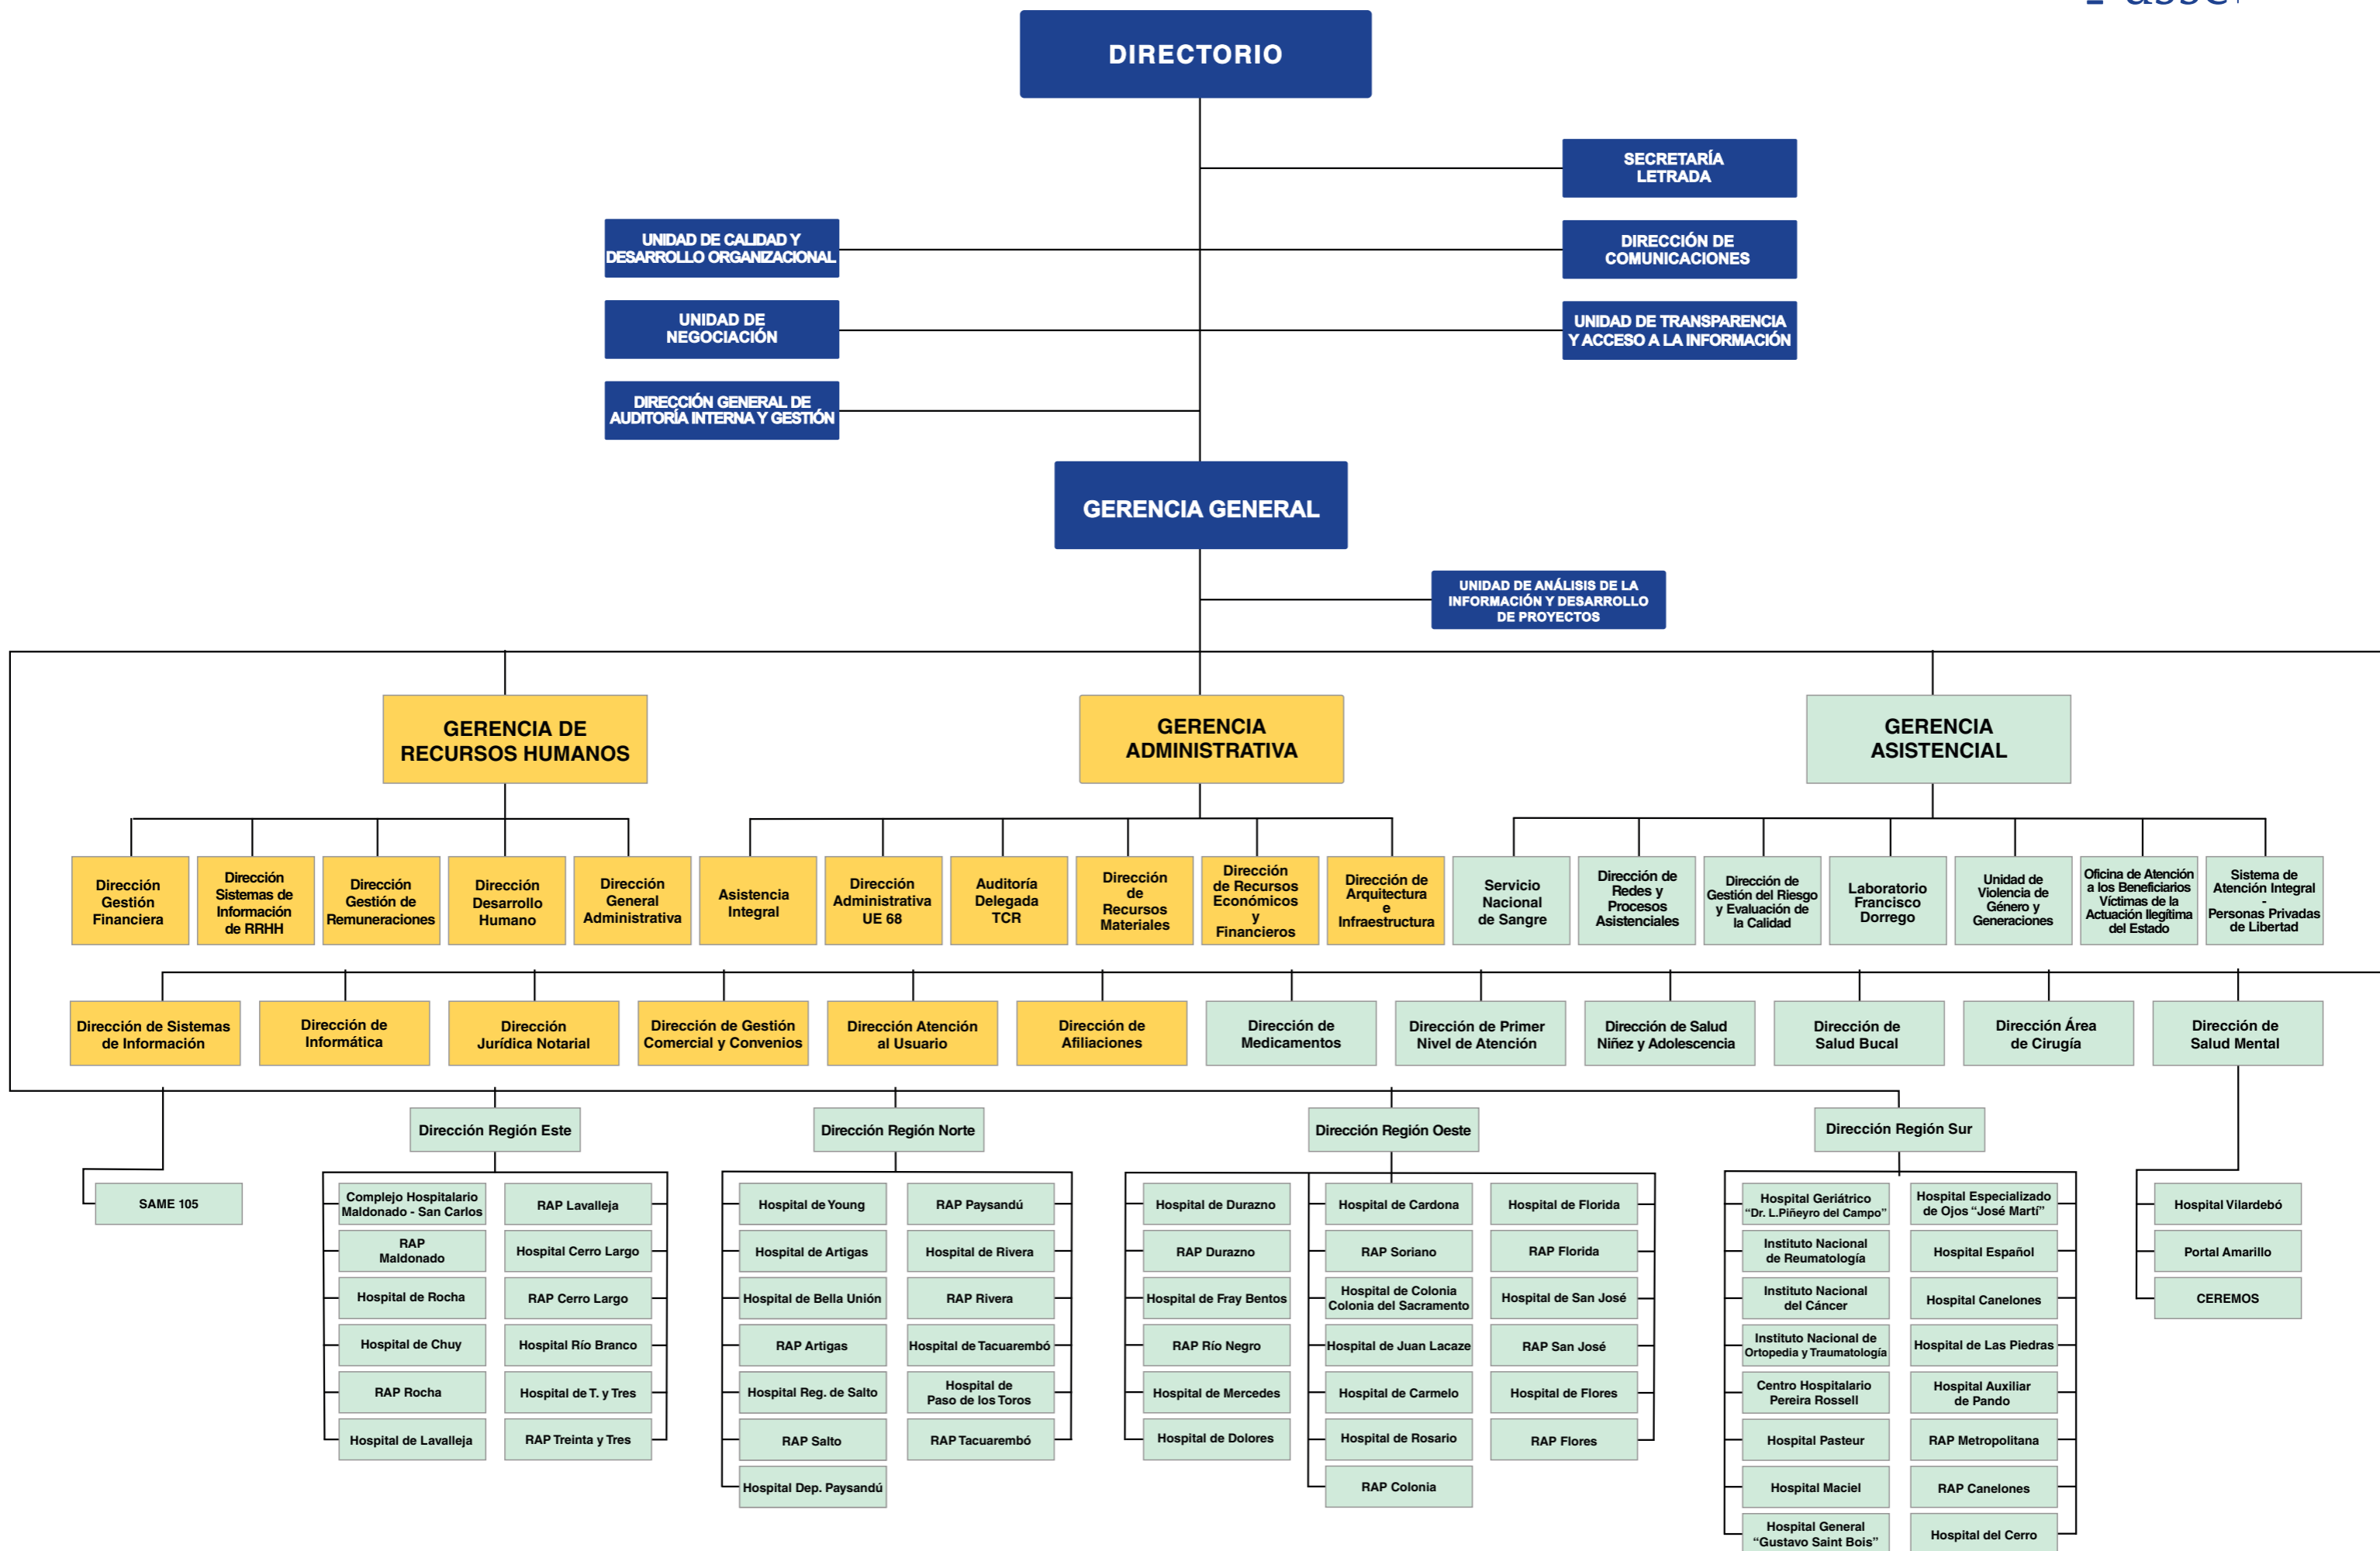 asse
DIRECTORIO
SECRETARÍA
LETRADA
UNIDAD DE CALIDAD Y
DESARROLLO ORGANIZACIONAL
DIRECCIÓN DE
COMUNICACIONES
UNIDAD DE
NEGOCIACIÓN
UNIDAD DE TRANSPARENCIA
Y ACCESO A LA INFORMACIÓN
DIRECCIÓN GENERAL DE
AUDITORÍA INTERNA Y GESTIÓN
GERENCIA GENERAL
UNIDAD DE ANÁLISIS DE LA
INFORMACIÓN Y DESARROLLO
DE PROYECTOS
GERENCIA DE
RECURSOS HUMANOS
GERENCIA
ADMINISTRATIVA
GERENCIA
ASISTENCIAL
Dirección
Gestión
Financiera
Dirección
Sistemas de
Información
de RRHH
Dirección
Gestión de
Remuneraciones
Dirección
Desarrollo
Humano
Dirección
General
Administrativa
Asistencia
Integral
Dirección
Administrativa
UE 68
Auditoría
Delegada
TCR
Dirección
de
Recursos
Materiales
Dirección
de Recursos
Económicos
y
Financieros
Dirección de
Arquitectura
e
Infraestructura
Servicio
Nacional
de Sangre
Dirección de
Redes y
Procesos
Asistenciales
Dirección de
Gestión del Riesgo
y Evaluación de
la Calidad
Laboratorio
Francisco
Dorrego
Unidad de
Violencia de
Género y
Generaciones
Oficina de Atención
a los Beneficiarios
Víctimas de la
Actuación Ilegítima
del Estado
Sistema de
Atención Integral
-
Personas Privadas
de Libertad
Dirección de Sistemas
de Información
Dirección de
Informática
Dirección
Jurídica Notarial
Dirección de Gestión
Comercial y Convenios
Dirección Atención
al Usuario
Dirección de
Afiliaciones
Dirección de
Medicamentos
Dirección de Primer
Nivel de Atención
Dirección de Salud
Niñez y Adolescencia
Dirección de
Salud Bucal
Dirección Área
de Cirugía
Dirección de
Salud Mental
Dirección Región Este
Dirección Región Norte
Dirección Región Oeste
Dirección Región Sur
SAME 105
Complejo Hospitalario
Maldonado - San Carlos
RAP
Maldonado
Hospital de Rocha
Hospital de Chuy
RAP Rocha
Hospital de Lavalleja
RAP Lavalleja
Hospital Cerro Largo
RAP Cerro Largo
Hospital Río Branco
Hospital de T. y Tres
RAP Treinta y Tres
Hospital de Young
Hospital de Artigas
Hospital de Bella Unión
RAP Artigas
Hospital Reg. de Salto
RAP Salto
Hospital Dep. Paysandú
RAP Paysandú
Hospital de Rivera
RAP Rivera
Hospital de Tacuarembó
Hospital de
Paso de los Toros
RAP Tacuarembó
Hospital de Durazno
RAP Durazno
Hospital de Fray Bentos
RAP Río Negro
Hospital de Mercedes
Hospital de Dolores
Hospital de Cardona
RAP Soriano
Hospital de Colonia
Colonia del Sacramento
Hospital de Juan Lacaze
Hospital de Carmelo
Hospital de Rosario
RAP Colonia
Hospital de Florida
RAP Florida
Hospital de San José
RAP San José
Hospital de Flores
RAP Flores
Hospital Geriátrico
“Dr. L.Piñeyro del Campo”
Instituto Nacional
de Reumatología
Instituto Nacional
del Cáncer
Instituto Nacional de
Ortopedia y Traumatología
Centro Hospitalario
Pereira Rossell
Hospital Pasteur
Hospital Maciel
Hospital General
“Gustavo Saint Bois”
Hospital Especializado
de Ojos “José Martí”
Hospital Español
Hospital Canelones
Hospital de Las Piedras
Hospital Auxiliar
de Pando
RAP Metropolitana
RAP Canelones
Hospital del Cerro
Hospital Vilardebó
Portal Amarillo
CEREMOS